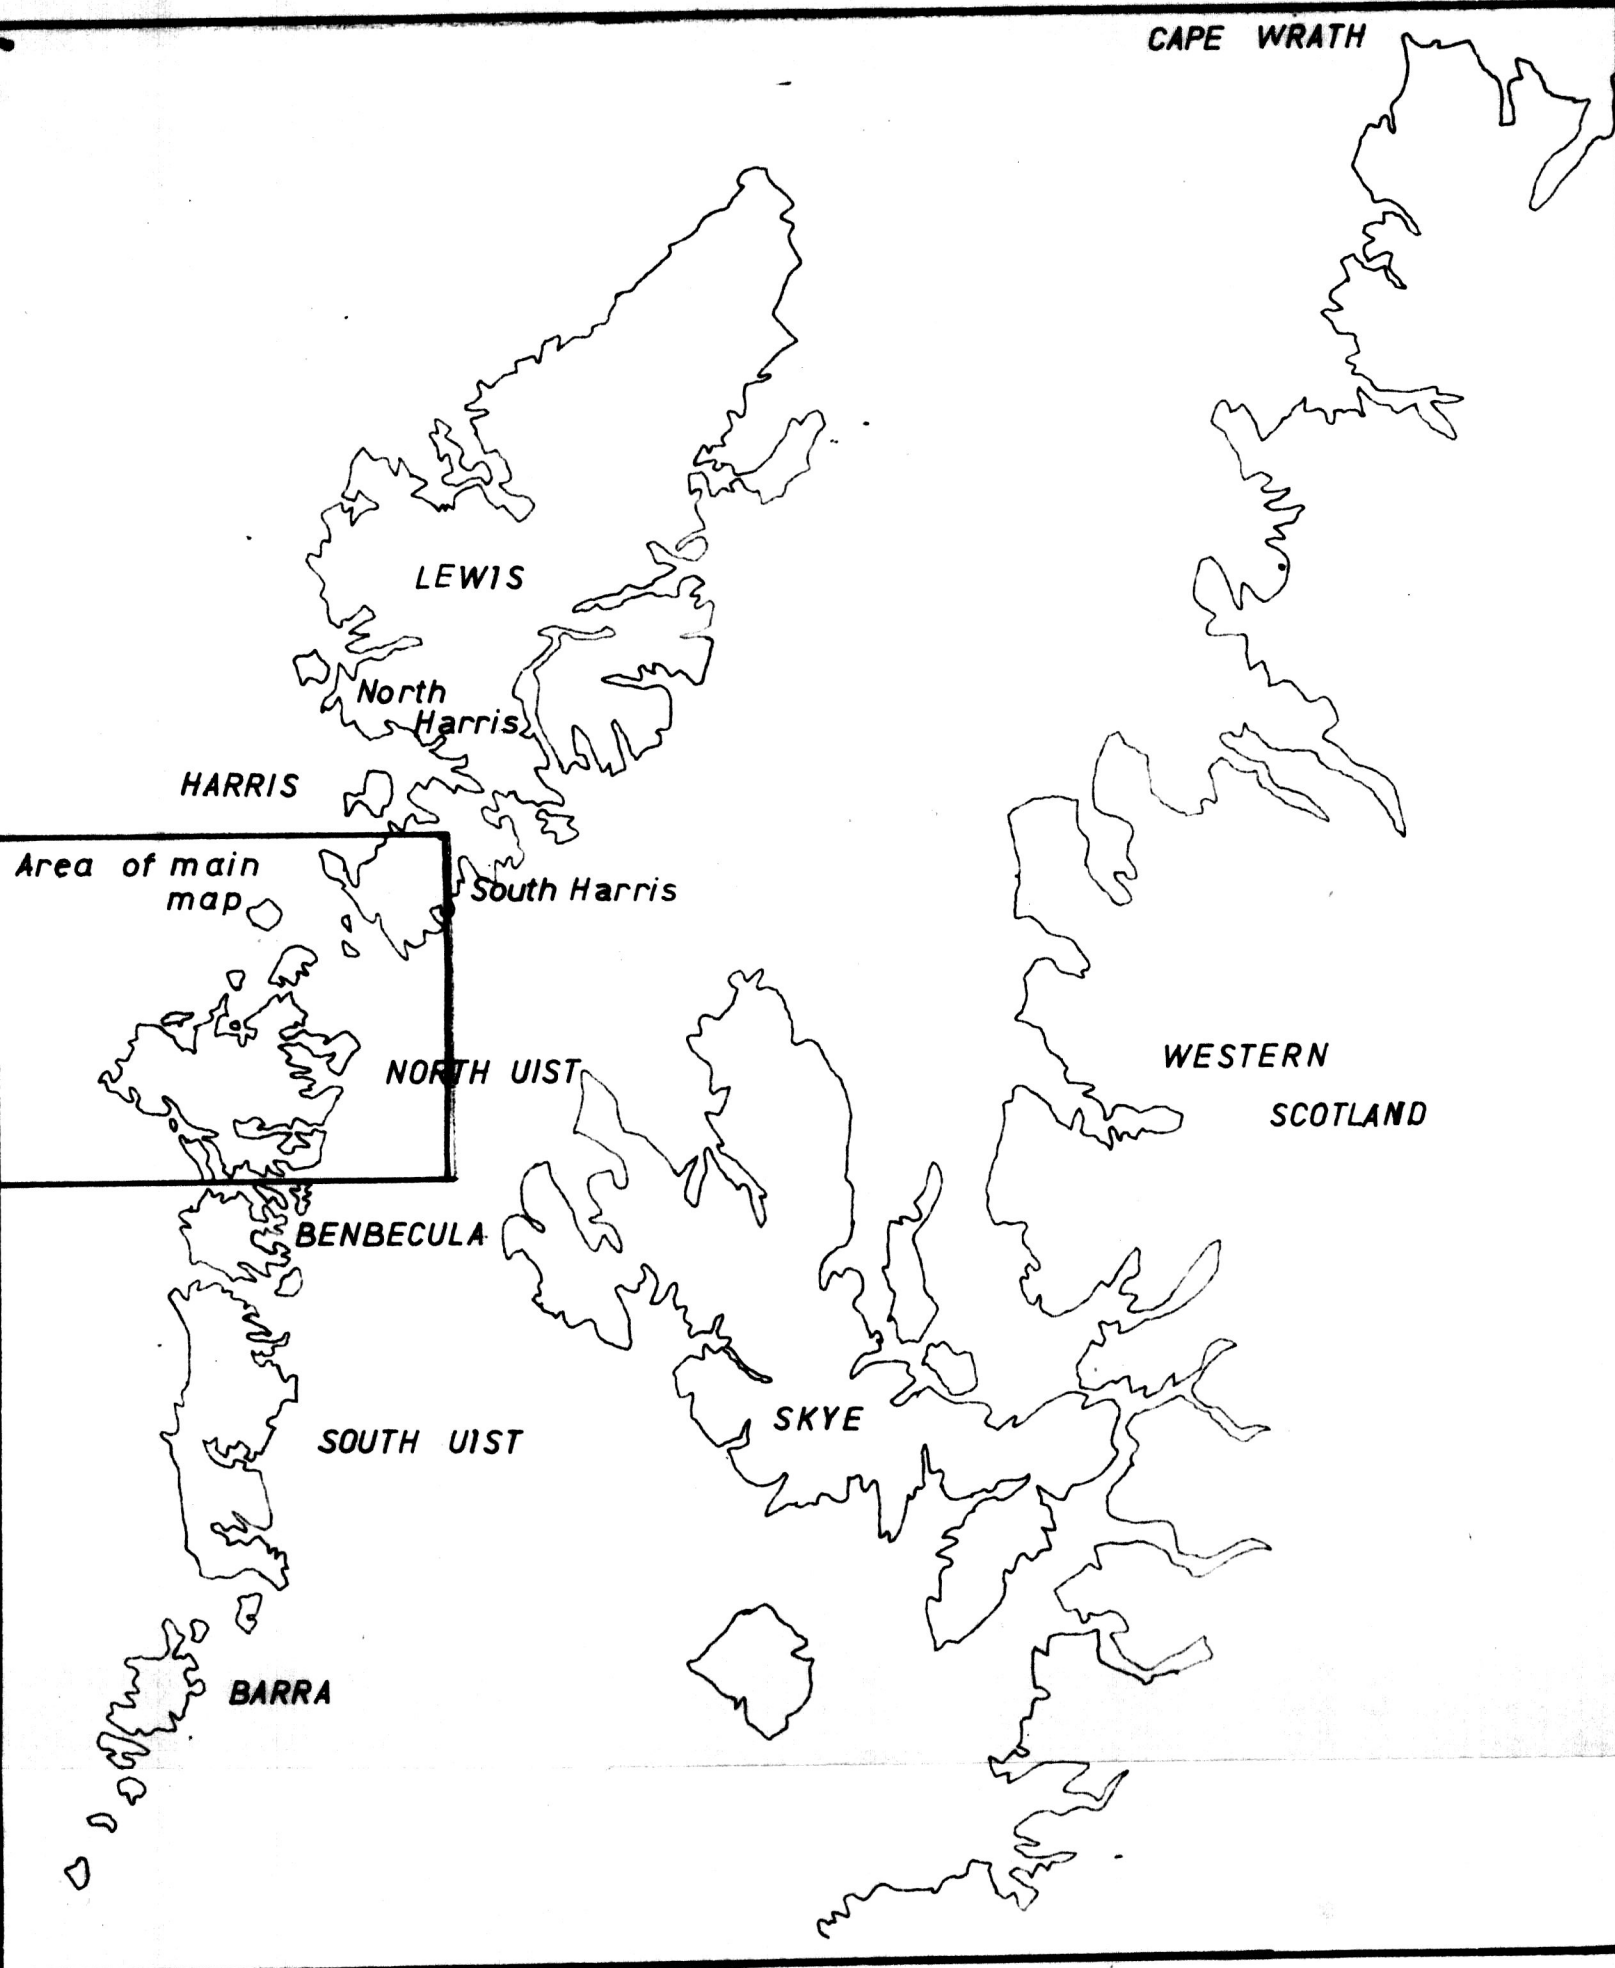 CAPE WRATH
LEWIS
North
Harris
HARRIS
Area of main
map
South Harris
NORTH UIST
WESTERN
SCOTLAND
BENBECULA
SOUTH UIST
SKYE
BARRA